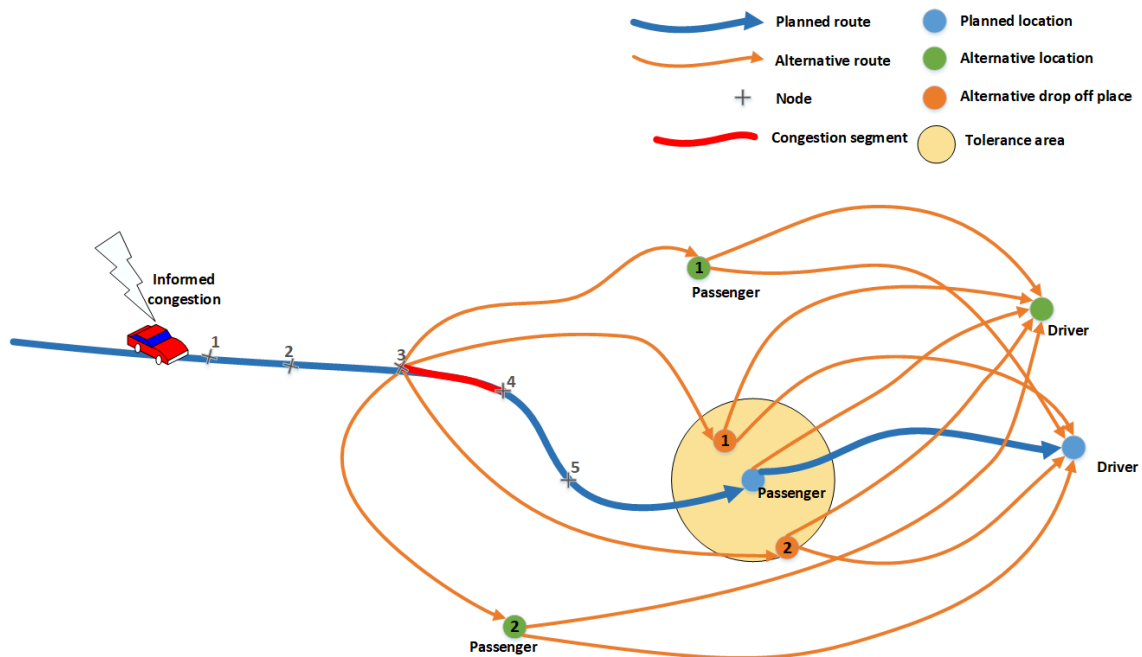 Planned route
Planned location
Alternative route
Alternative location
Node
Alternative drop off place
Congestion segment
Tolerance area
Informed
congestion
1
2
3
4
5
1
Passenger
Driver
1
Passenger
Driver
2
2
Passenger